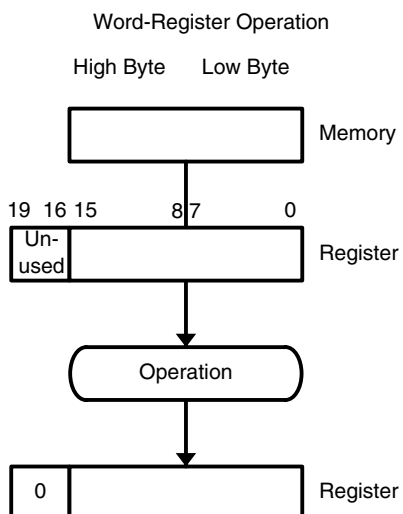 Word-Register Operation
High Byte Low Byte
Memory
19 16 15 8 7 0
Un-
used
Register
Operation
0
Register